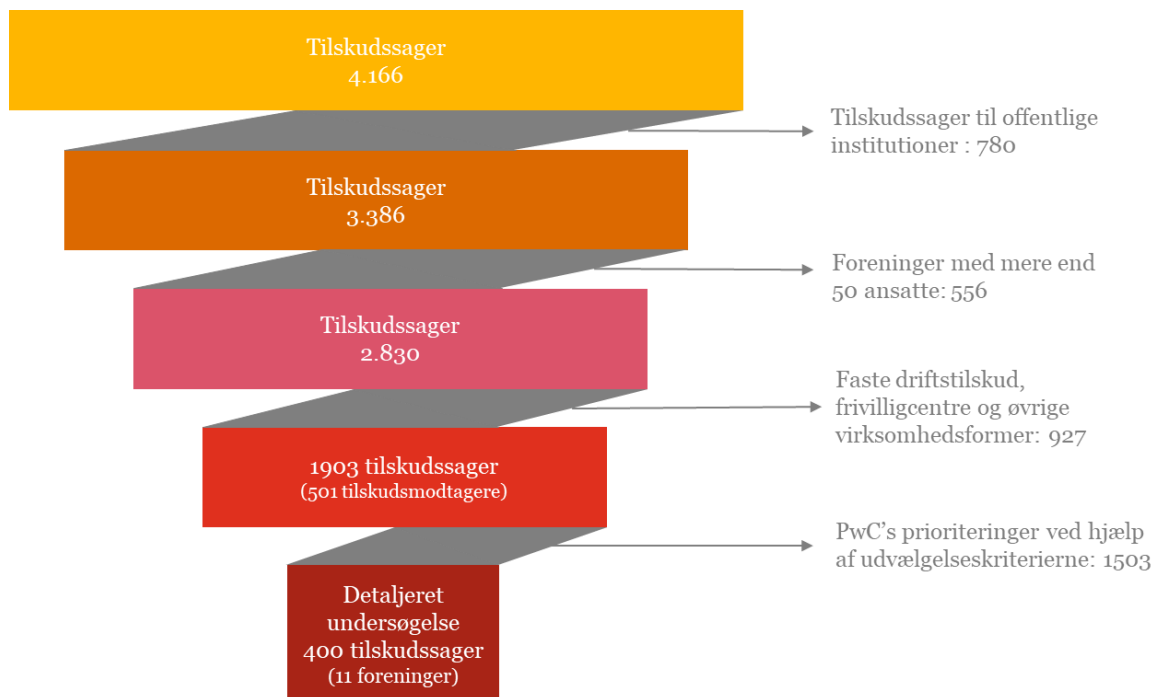 Tilskudssager
4.166
Tilskudssager til offentlige
institutioner : 780
Tilskudssager
3.386
Foreninger med mere end
50 ansatte: 556
Tilskudssager
2.830
Faste driftstilskud,
frivilligcentre og øvrige
virksomhedsformer: 927
1903 tilskudssager
(501 tilskudsmodtagere)
PwC’s prioriteringer ved hjælp
af udvælgelseskriterierne: 1503
Detaljeret
undersøgelse
400 tilskudssager
(11 foreninger)